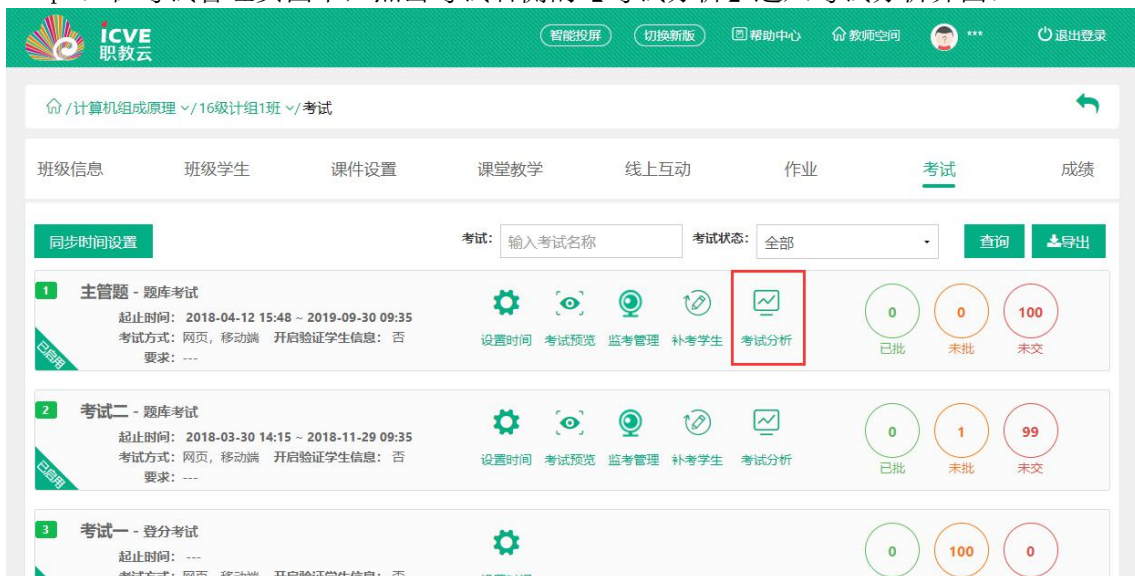 iCVE
职教云
智能投屏 切换新版 帮助中心 教师空间 *** 退出登录
/计算机组成原理 /16级计组1班 /考试
班级信息 班级学生 课件设置 课堂教学 线上互动 作业 考试 成绩
同步时间设置 考试: 输入考试名称 考试状态: 全部 查询 导出
1 主管题 - 题库考试
起止时间: 2018-04-12 15:48 ~ 2019-09-30 09:35
考试方式: 网页, 移动端 开启验证学生信息: 否
要求: ---
已启用
设置时间 考试预览 监考管理 补考学生 考试分析
0 0 100
已批 未批 未交
2 考试二 - 题库考试
起止时间: 2018-03-30 14:15 ~ 2018-11-29 09:35
考试方式: 网页, 移动端 开启验证学生信息: 否
要求: ---
已启用
设置时间 考试预览 监考管理 补考学生 考试分析
0 1 99
已批 未批 未交
3 考试一 - 登分考试
起止时间: ---
0 100 0